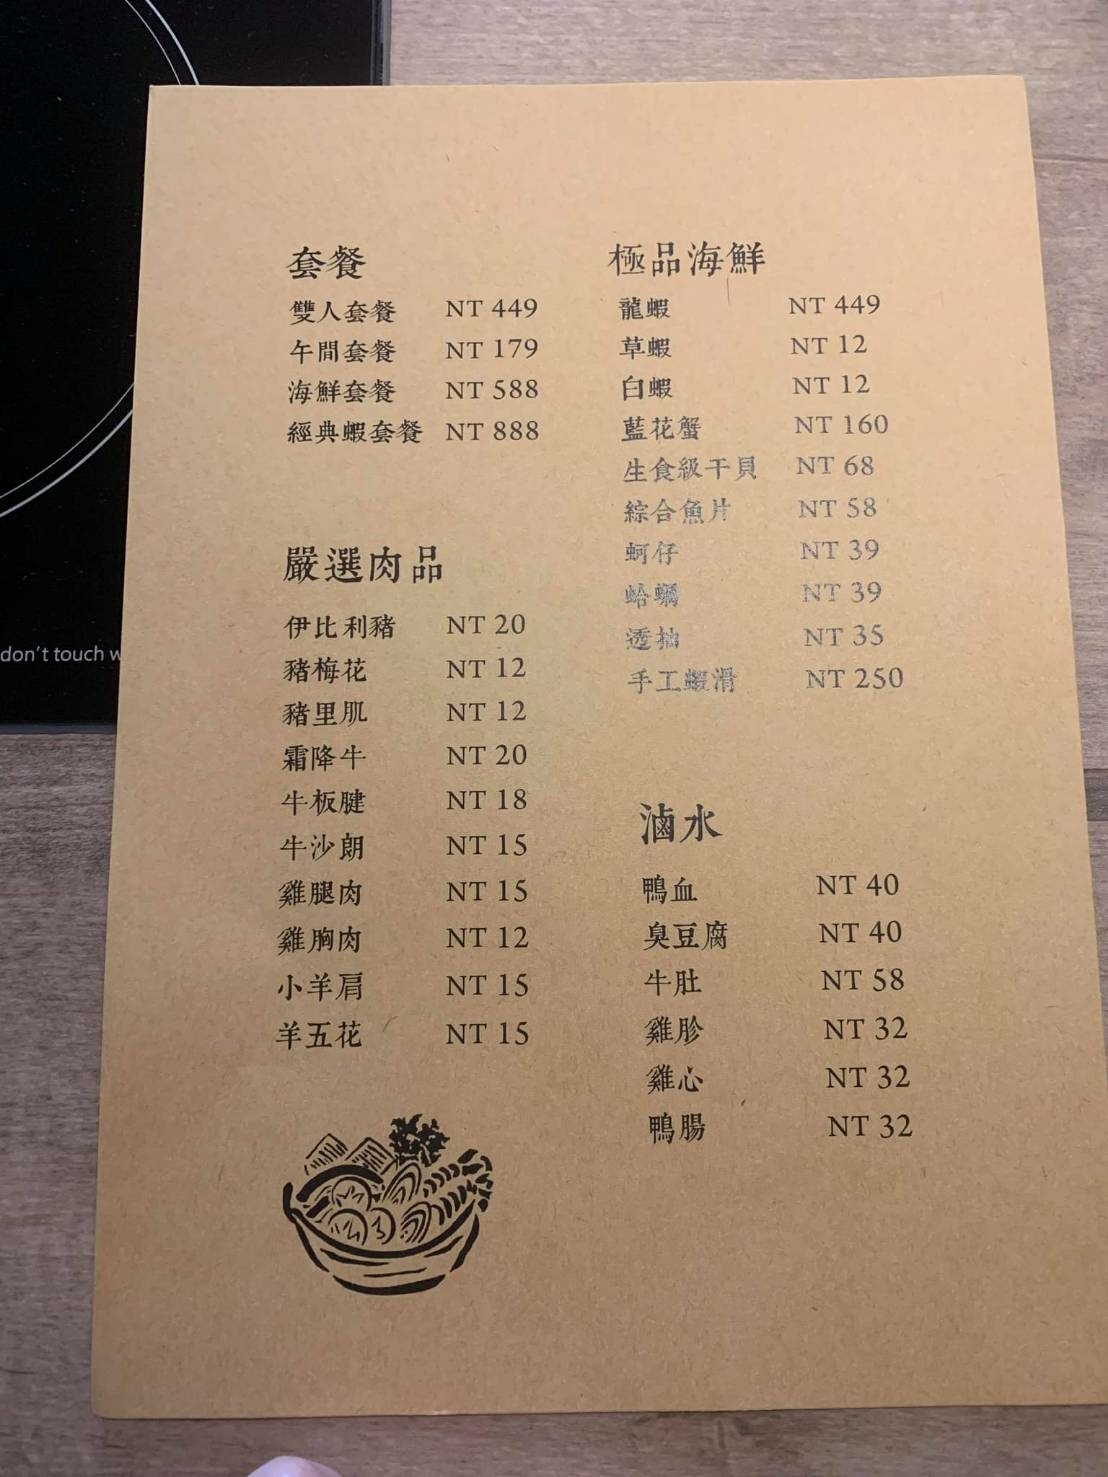 套餐
雙人套餐 NT 449
午間套餐 NT 179
海鮮套餐 NT 588
經典蝦套餐 NT 888
嚴選肉品
伊比利豬 NT 20
豬梅花 NT 12
豬里肌 NT 12
霜降牛 NT 20
牛板腱 NT 18
牛沙朗 NT 15
雞腿肉 NT 15
雞胸肉 NT 12
小羊肩 NT 15
羊五花 NT 15
極品海鮮
龍蝦 NT 449
草蝦 NT 12
白蝦 NT 12
藍花蟹 NT 160
生食級干貝 NT 68
綜合魚片 NT 58
蚵仔 NT 39
蛤蠣 NT 39
透抽 NT 35
手工蝦滑 NT 250
滷水
鴨血 NT 40
臭豆腐 NT 40
牛肚 NT 58
雞胗 NT 32
雞心 NT 32
鴨腸 NT 32
don't touch